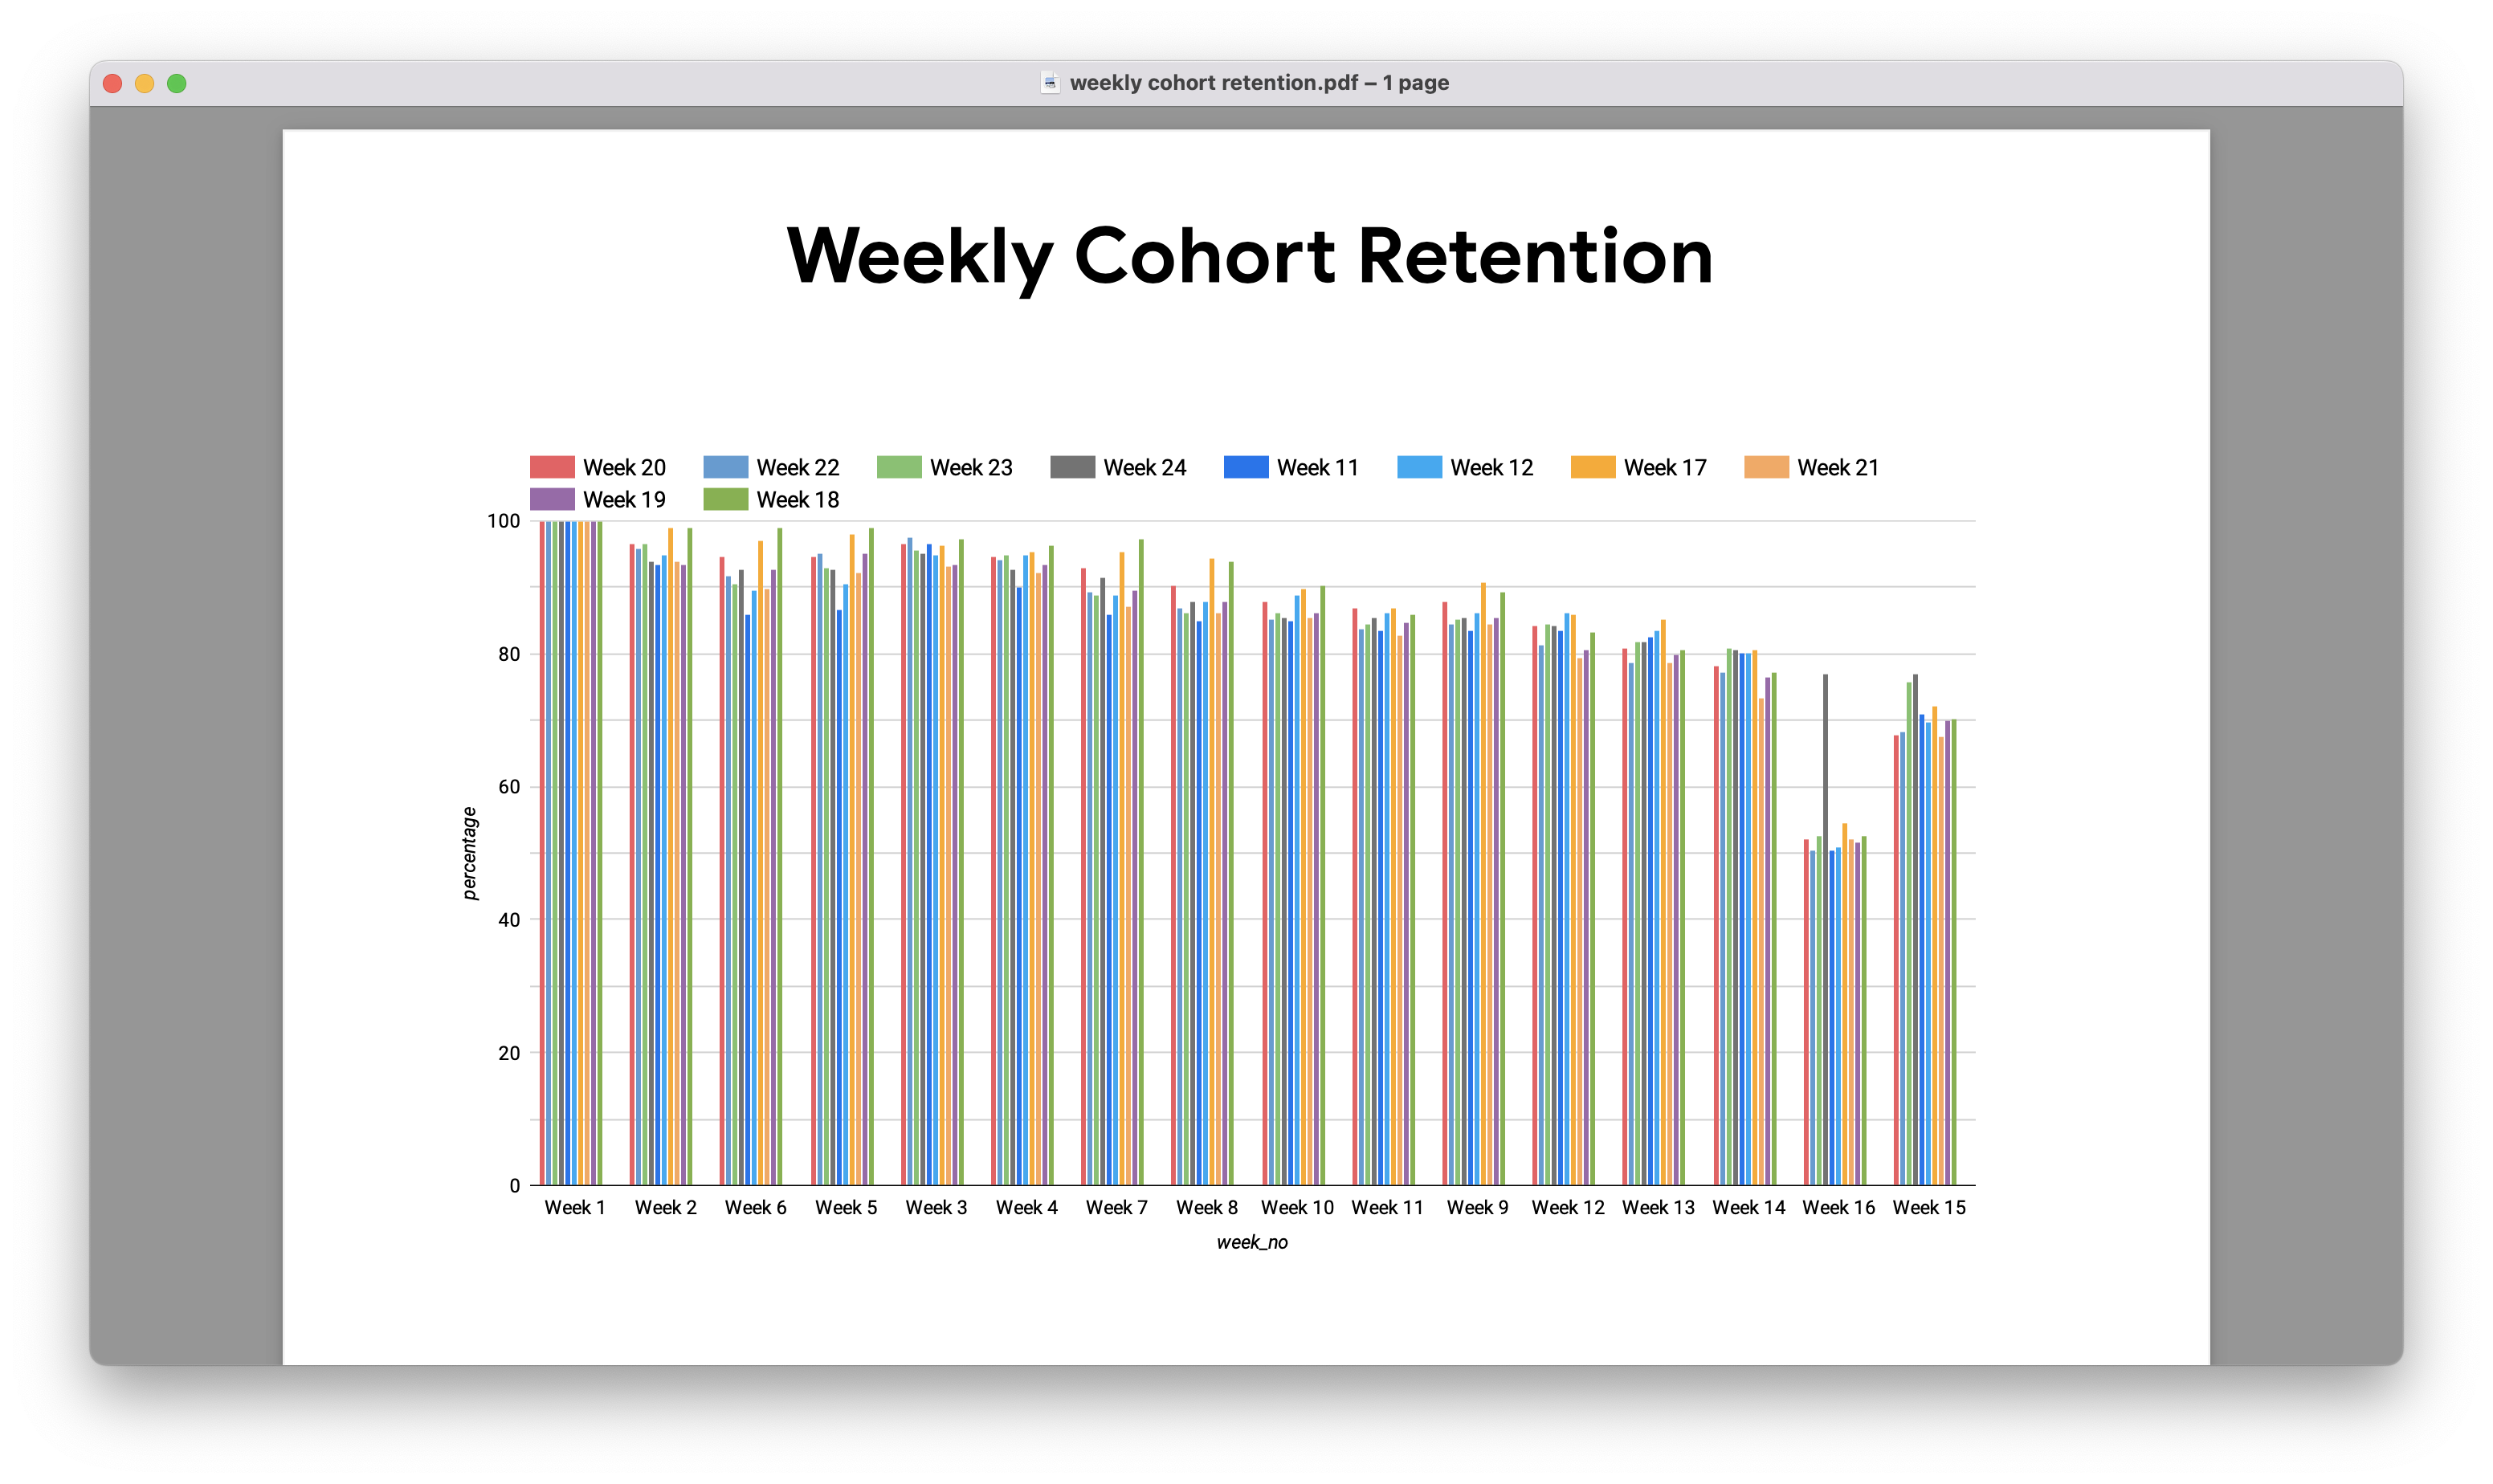 weekly cohort retention.pdf – 1 page
Weekly Cohort Retention
Week 20 Week 22 Week 23 Week 24 Week 11 Week 12 Week 17 Week 21
Week 19 Week 18
100
80
60
40
20
0
percentage
Week 1 Week 2 Week 6 Week 5 Week 3 Week 4 Week 7 Week 8 Week 10 Week 11 Week 9 Week 12 Week 13 Week 14 Week 16 Week 15
week_no